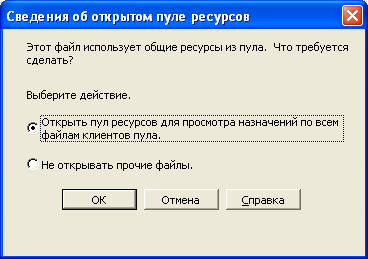 Сведения об открытом пуле ресурсов
Этот файл использует общие ресурсы из пула. Что требуется
сделать?
Выберите действие.
Открыть пул ресурсов для просмотра назначений по всем
файлам клиентов пула.
Не открывать прочие файлы.
ОК Отмена Справка